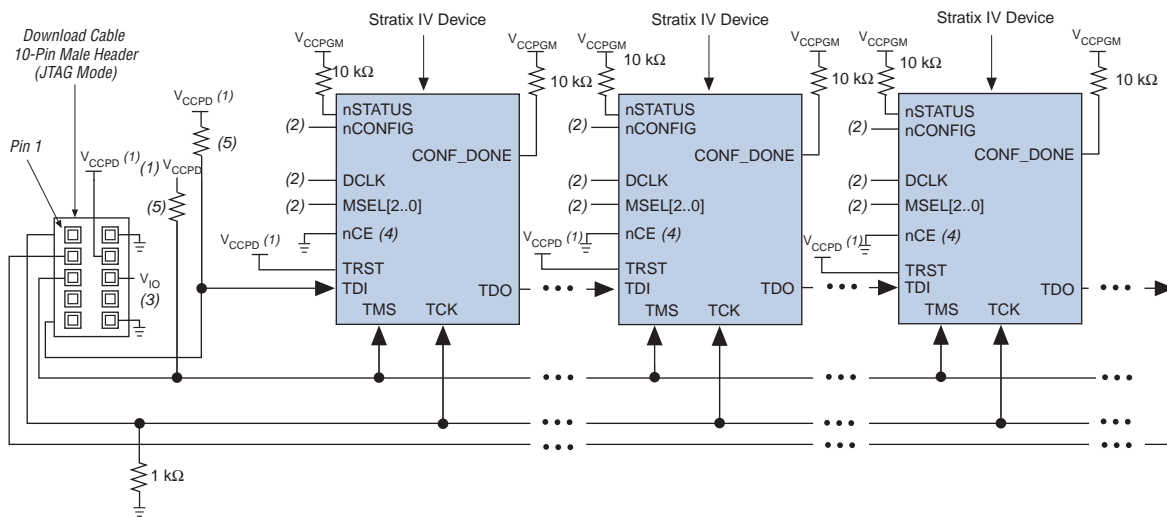 Download Cable
10-Pin Male Header
(JTAG Mode)
Pin 1
VCCPD (1)
(5)
VCCPD (1)
(1)
VCCPD
(5)
VIO
(3)
1 kΩ
Stratix IV Device
VCCPGM
10 kΩ
VCCPGM
10 kΩ
nSTATUS
(2)
nCONFIG
CONF_DONE
(2)
DCLK
(2)
MSEL[2..0]
nCE (4)
VCCPD (1)
TRST
TDI
TDO
TMS
TCK
Stratix IV Device
VCCPGM
10 kΩ
VCCPGM
10 kΩ
nSTATUS
(2)
nCONFIG
CONF_DONE
(2)
DCLK
(2)
MSEL[2..0]
nCE (4)
VCCPD (1)
TRST
TDI
TDO
TMS
TCK
Stratix IV Device
VCCPGM
10 kΩ
VCCPGM
10 kΩ
nSTATUS
(2)
nCONFIG
CONF_DONE
(2)
DCLK
(2)
MSEL[2..0]
nCE (4)
VCCPD (1)
TRST
TDI
TDO
TMS
TCK